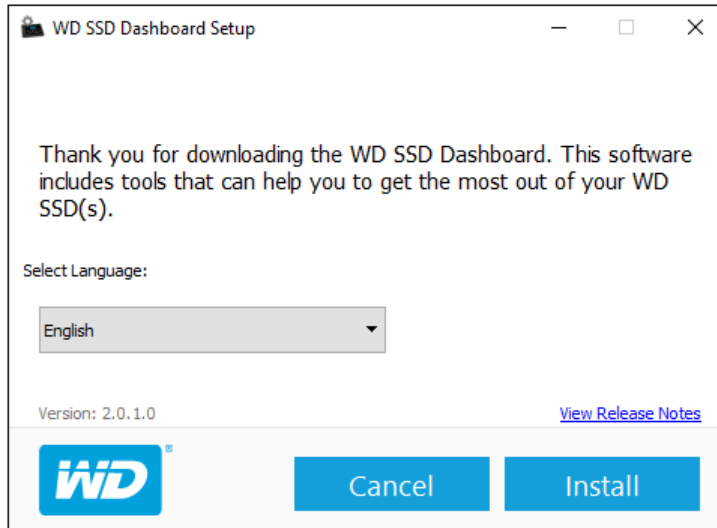 WD SSD Dashboard Setup
Thank you for downloading the WD SSD Dashboard. This software
includes tools that can help you to get the most out of your WD
SSD(s).
Select Language:
English
Version: 2.0.1.0
View Release Notes
WD®
Cancel
Install